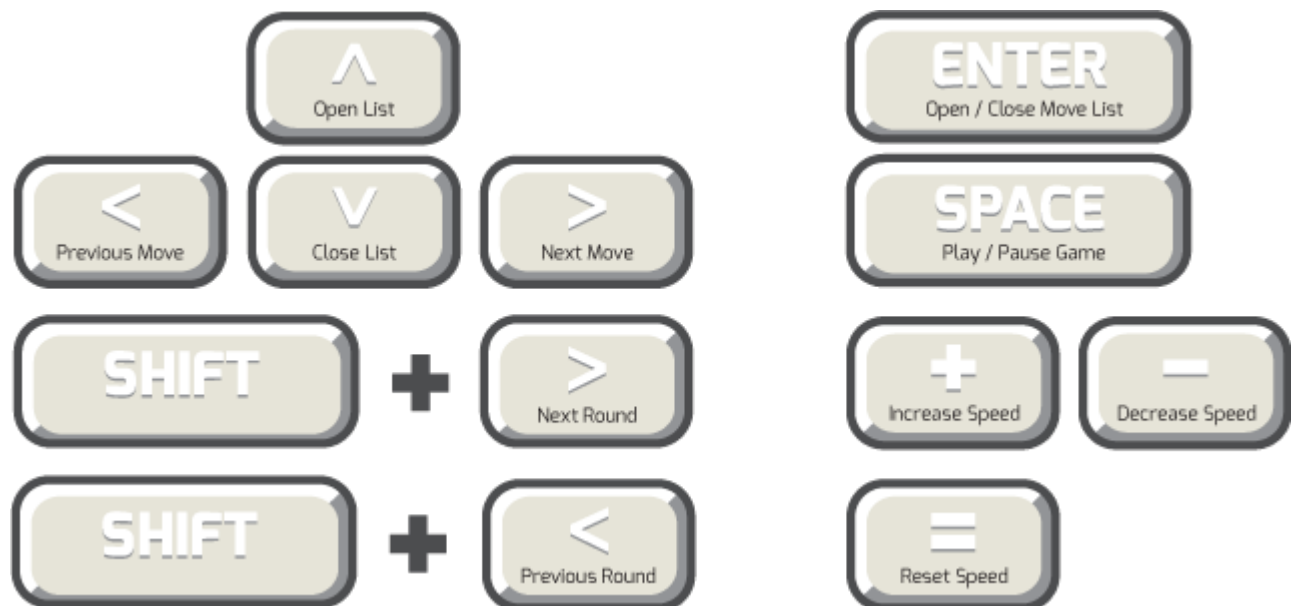 ^
Open List
<
Previous Move
v
Close List
>
Next Move
SHIFT
+
>
Next Round
SHIFT
+
<
Previous Round
ENTER
Open / Close Move List
SPACE
Play / Pause Game
+
Increase Speed
-
Decrease Speed
=
Reset Speed